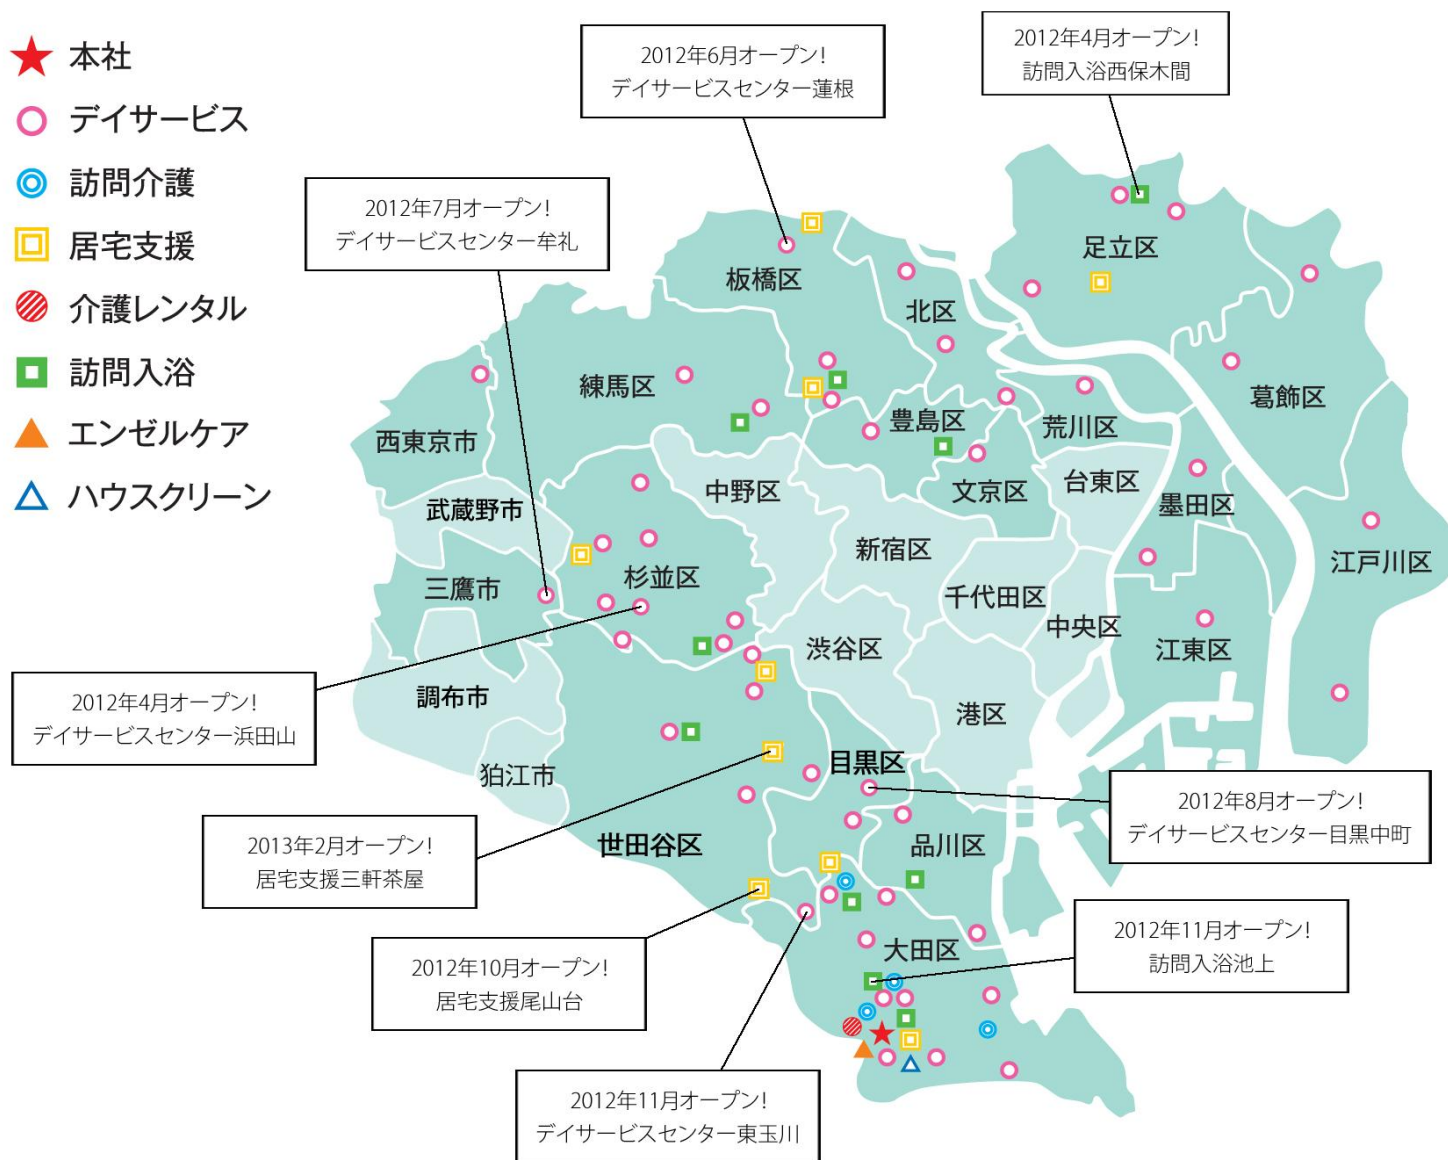 本社
デイサービス
訪問介護
居宅支援
介護レンタル
訪問入浴
エンゼルケア
ハウスクリーン
2012年6月オープン!
デイサービスセンター蓮根
2012年4月オープン!
訪問入浴西保木間
2012年7月オープン!
デイサービスセンター牟礼
足立区
板橋区
北区
練馬区
葛飾区
豊島区
荒川区
西東京市
台東区
中野区
文京区
武蔵野市
墨田区
新宿区
江戸川区
杉並区
三鷹市
千代田区
中央区
渋谷区
江東区
2012年4月オープン!
デイサービスセンター浜田山
調布市
港区
狛江市
目黒区
2012年8月オープン!
デイサービスセンター目黒中町
2013年2月オープン!
居宅支援三軒茶屋
世田谷区
品川区
大田区
2012年11月オープン!
訪問入浴池上
2012年10月オープン!
居宅支援尾山台
2012年11月オープン!
デイサービスセンター東玉川